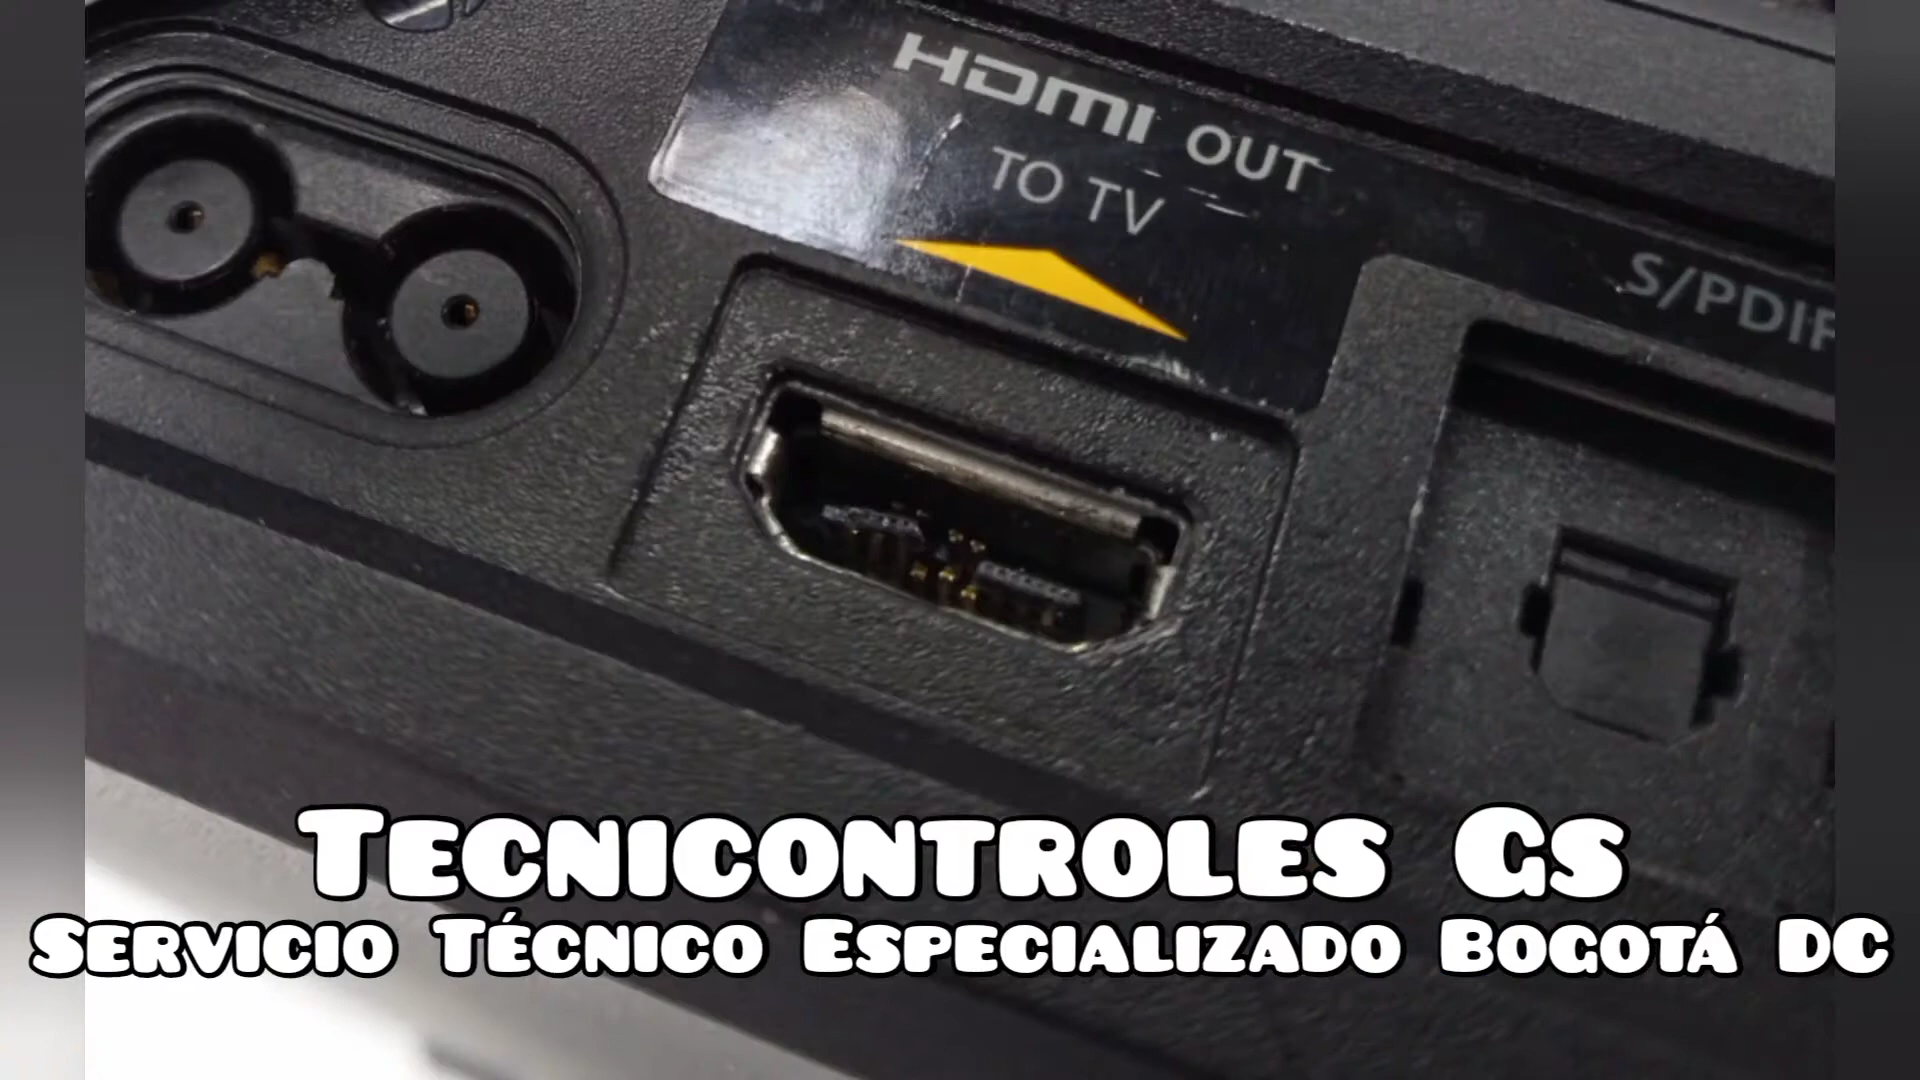 HDMI OUT
TO TV
S/PDIF
TECNICONTROLES GS
SERVICIO TÉCNICO ESPECIALIZADO BOGOTÁ DC